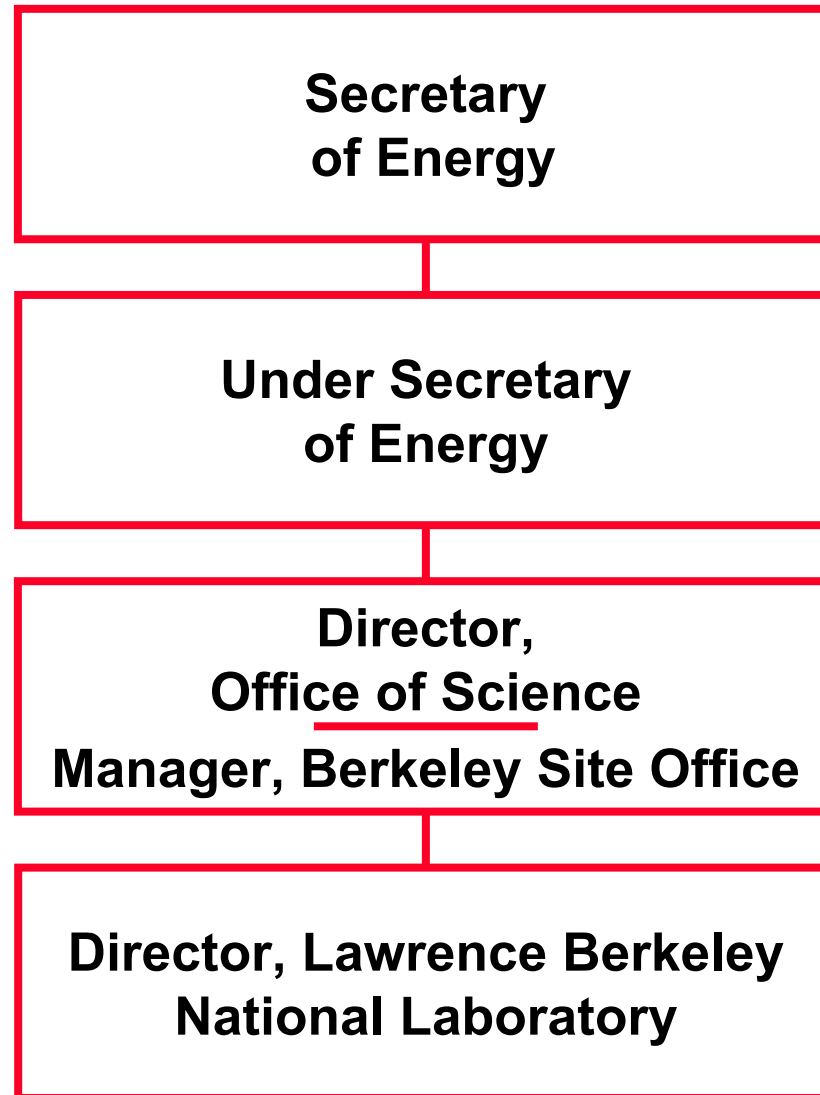 Secretary
of Energy
Under Secretary
of Energy
Director,
Office of Science
Manager, Berkeley Site Office
Director, Lawrence Berkeley
National Laboratory